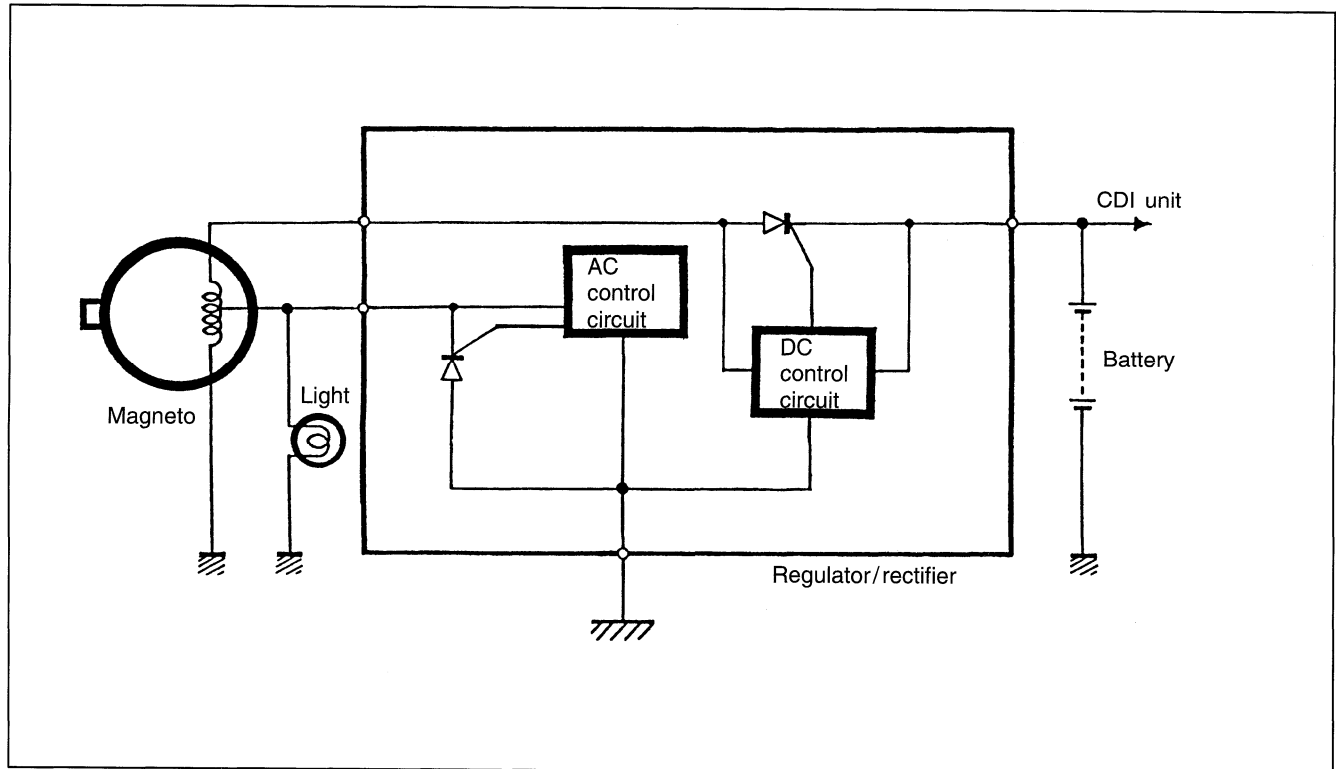 CDI unit
AC
control
circuit
DC
control
circuit
Battery
Light
Magneto
Regulator/rectifier